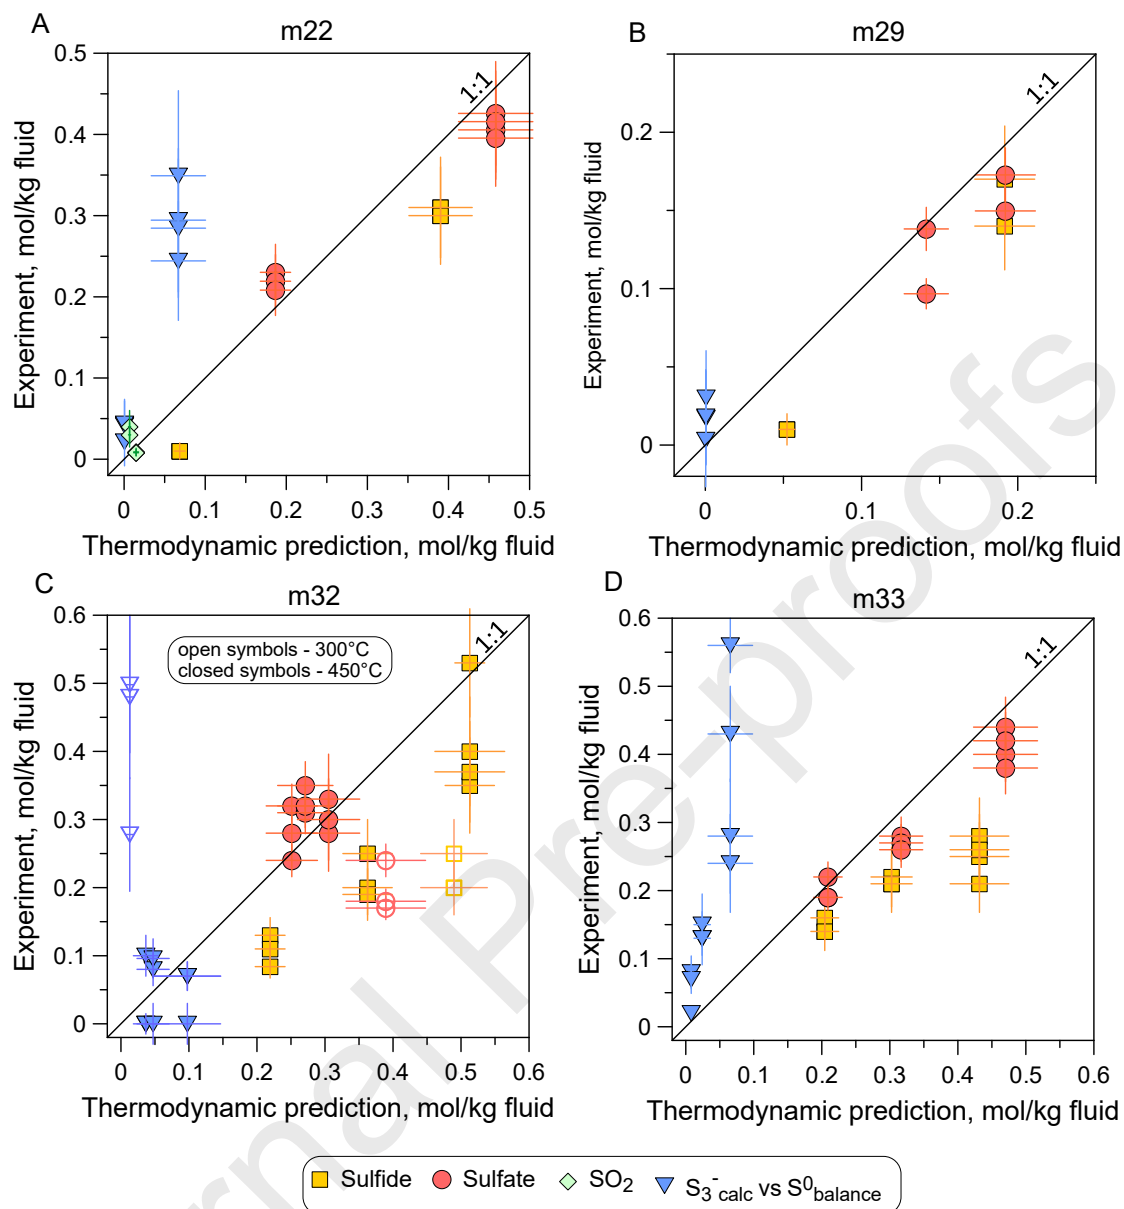 A
m22
0.5
0.4
0.3
0.2
0.1
0
Experiment, mol/kg fluid
1:1
0 0.1 0.2 0.3 0.4 0.5
Thermodynamic prediction, mol/kg fluid
B
m29
0.2
0.1
0
Experiment, mol/kg fluid
1:1
0 0.1 0.2
Thermodynamic prediction, mol/kg fluid
C
m32
0.6
0.5
0.4
0.3
0.2
0.1
0
Experiment, mol/kg fluid
open symbols - 300°C
closed symbols - 450°C
1:1
0 0.1 0.2 0.3 0.4 0.5 0.6
Thermodynamic prediction, mol/kg fluid
D
m33
0.6
0.5
0.4
0.3
0.2
0.1
0
Experiment, mol/kg fluid
1:1
0 0.1 0.2 0.3 0.4 0.5 0.6
Thermodynamic prediction, mol/kg fluid
Sulfide Sulfate SO₂ S₃⁻calc vs S⁰balance
rnal Pre-proofs